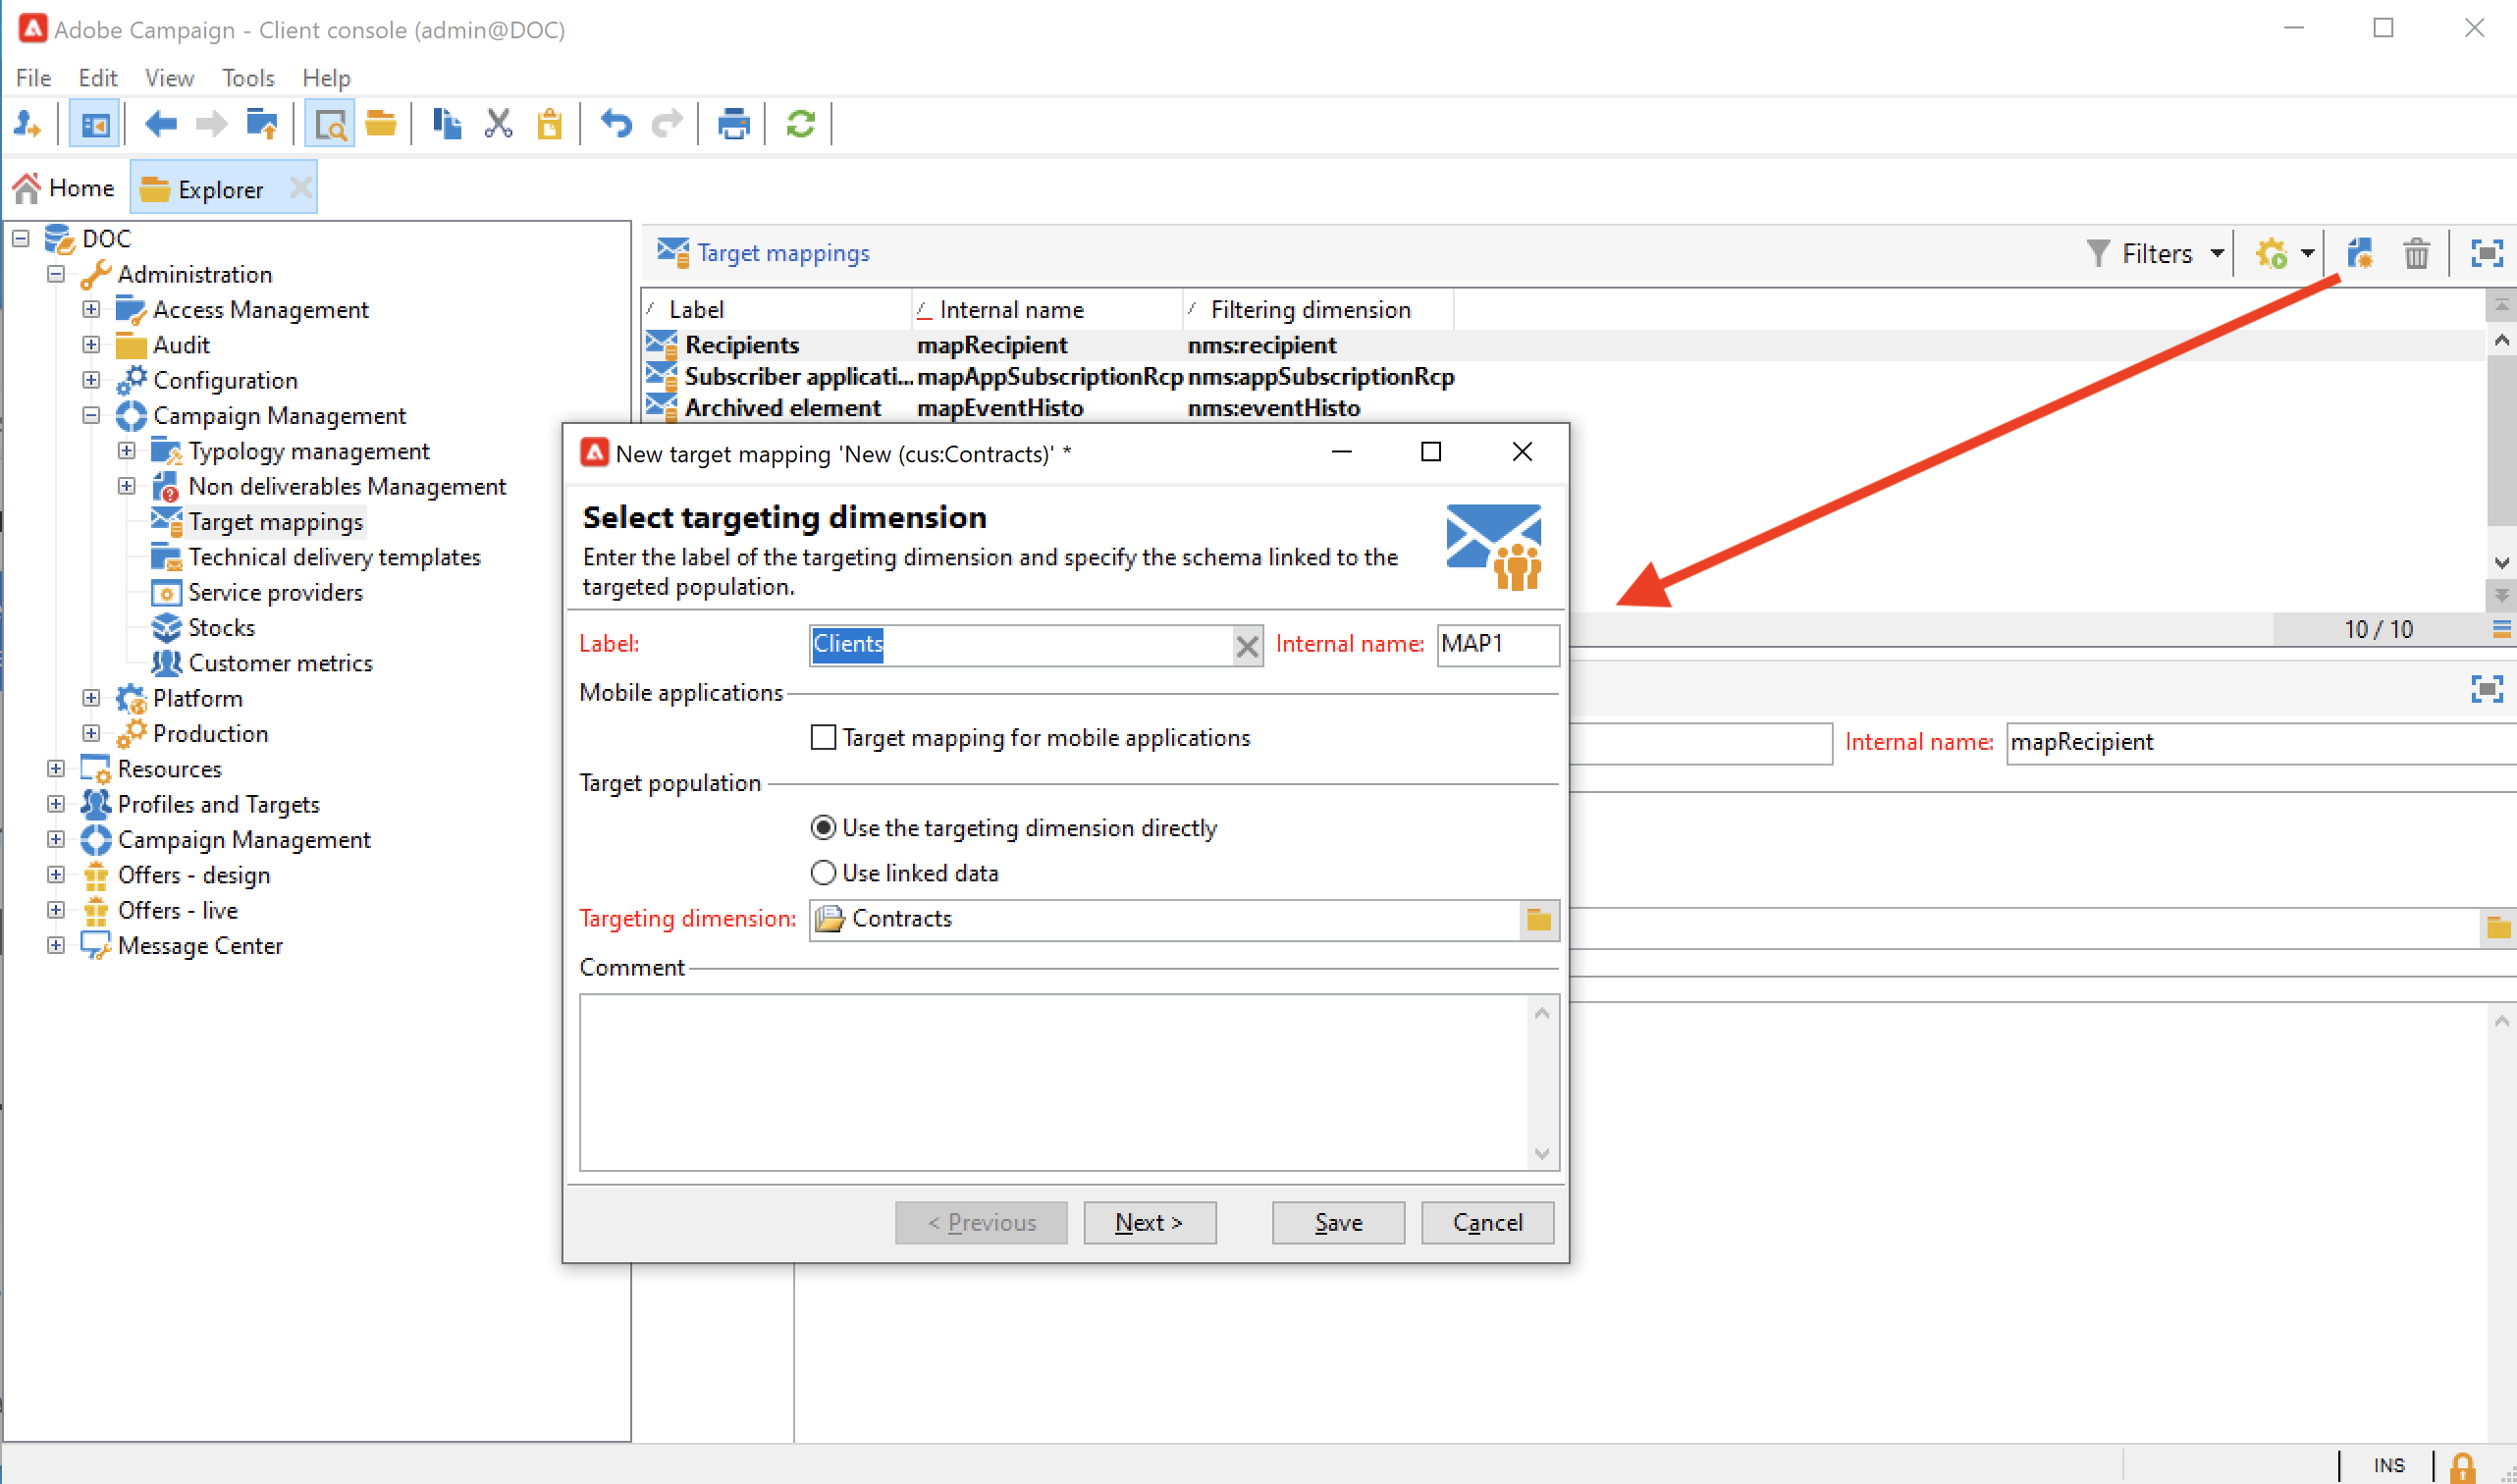 Adobe Campaign - Client console (admin@DOC)
File Edit View Tools Help
Home Explorer
DOC
Administration
Access Management
Audit
Configuration
Campaign Management
Typology management
Non deliverables Management
Target mappings
Technical delivery templates
Service providers
Stocks
Customer metrics
Platform
Production
Resources
Profiles and Targets
Campaign Management
Offers - design
Offers - live
Message Center
Target mappings Filters
Label Internal name Filtering dimension
Recipients mapRecipient nms:recipient
Subscriber applicati... mapAppSubscriptionRcp nms:appSubscriptionRcp
Archived element mapEventHisto nms:eventHisto
10 / 10
Internal name: mapRecipient
New target mapping 'New (cus:Contracts)' *
Select targeting dimension
Enter the label of the targeting dimension and specify the schema linked to the
targeted population.
Label: Clients Internal name: MAP1
Mobile applications
Target mapping for mobile applications
Target population
Use the targeting dimension directly
Use linked data
Targeting dimension: Contracts
Comment
< Previous Next > Save Cancel
INS